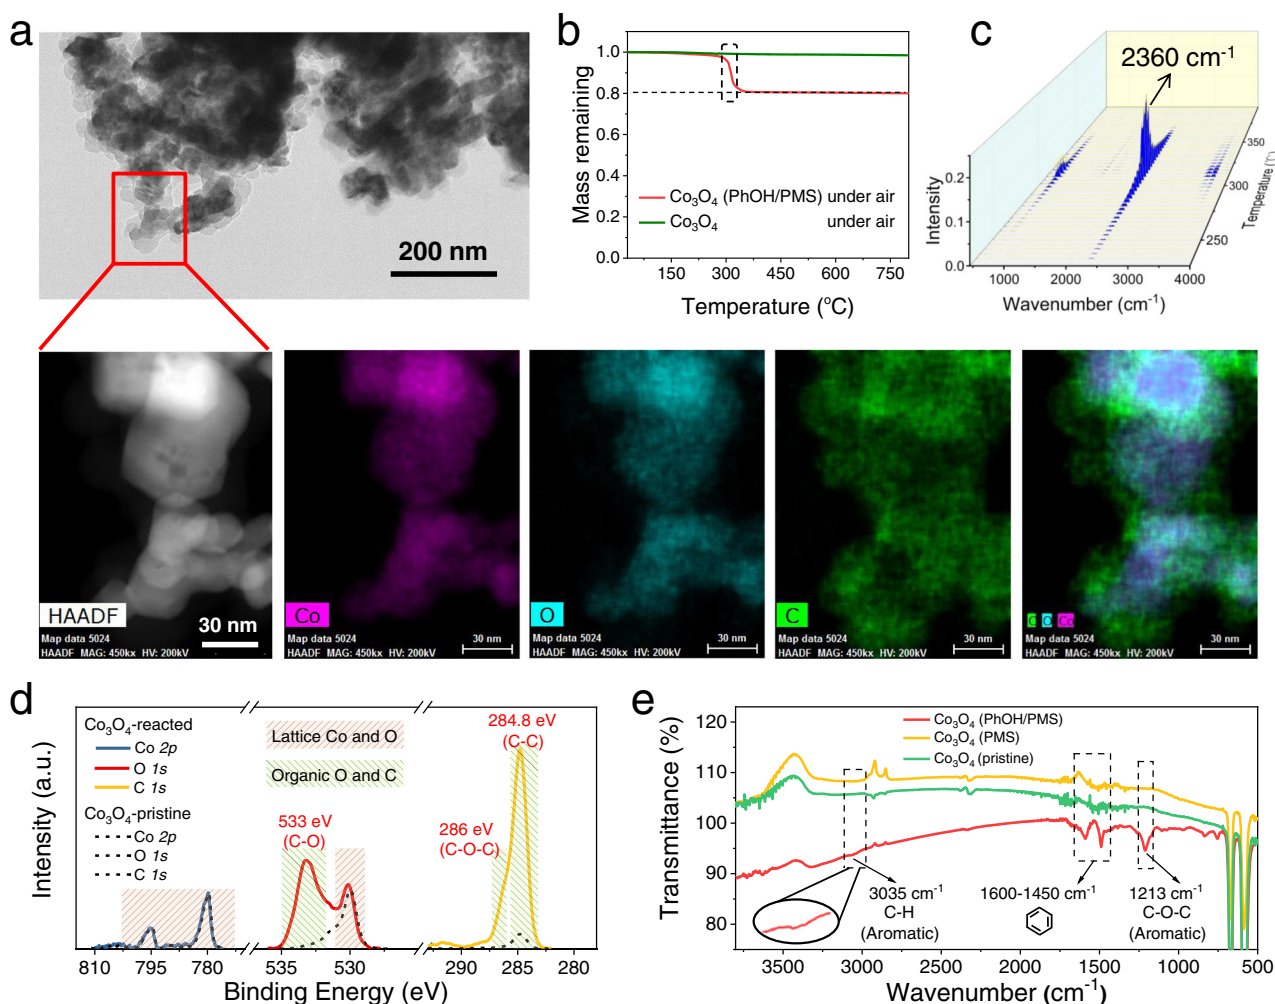 a
200 nm
b
Mass remaining
1.0
0.8
0.6
0.4
0.2
0.0
Co₃O₄ (PhOH/PMS) under air
Co₃O₄ under air
150 300 450 600 750
Temperature (°C)
c
2360 cm⁻¹
Intensity
0.2
0.1
0.0
1000 2000 3000 4000
Wavenumber (cm⁻¹)
350
300
250
Temperature (℃)
HAADF
30 nm
Map data 5024
HAADF MAG: 450kx HV: 200kV
Co
Map data 5024
30 nm
HAADF MAG: 450kx HV: 200kV
O
Map data 5024
30 nm
HAADF MAG: 450kx HV: 200kV
C
Map data 5024
30 nm
HAADF MAG: 450kx HV: 200kV
C O Co
Map data 5024
30 nm
HAADF MAG: 450kx HV: 200kV
d
Intensity (a.u.)
Co₃O₄-reacted
Co 2p
O 1s
C 1s
Co₃O₄-pristine
Co 2p
O 1s
C 1s
Lattice Co and O
Organic O and C
533 eV
(C-O)
286 eV
(C-O-C)
284.8 eV
(C-C)
810 795 780 535 530 290 285 280
Binding Energy (eV)
e
Transmittance (%)
120
110
100
90
80
Co₃O₄ (PhOH/PMS)
Co₃O₄ (PMS)
Co₃O₄ (pristine)
3035 cm⁻¹
C-H
(Aromatic)
1600-1450 cm⁻¹
1213 cm⁻¹
C-O-C
(Aromatic)
3500 3000 2500 2000 1500 1000 500
Wavenumber (cm⁻¹)